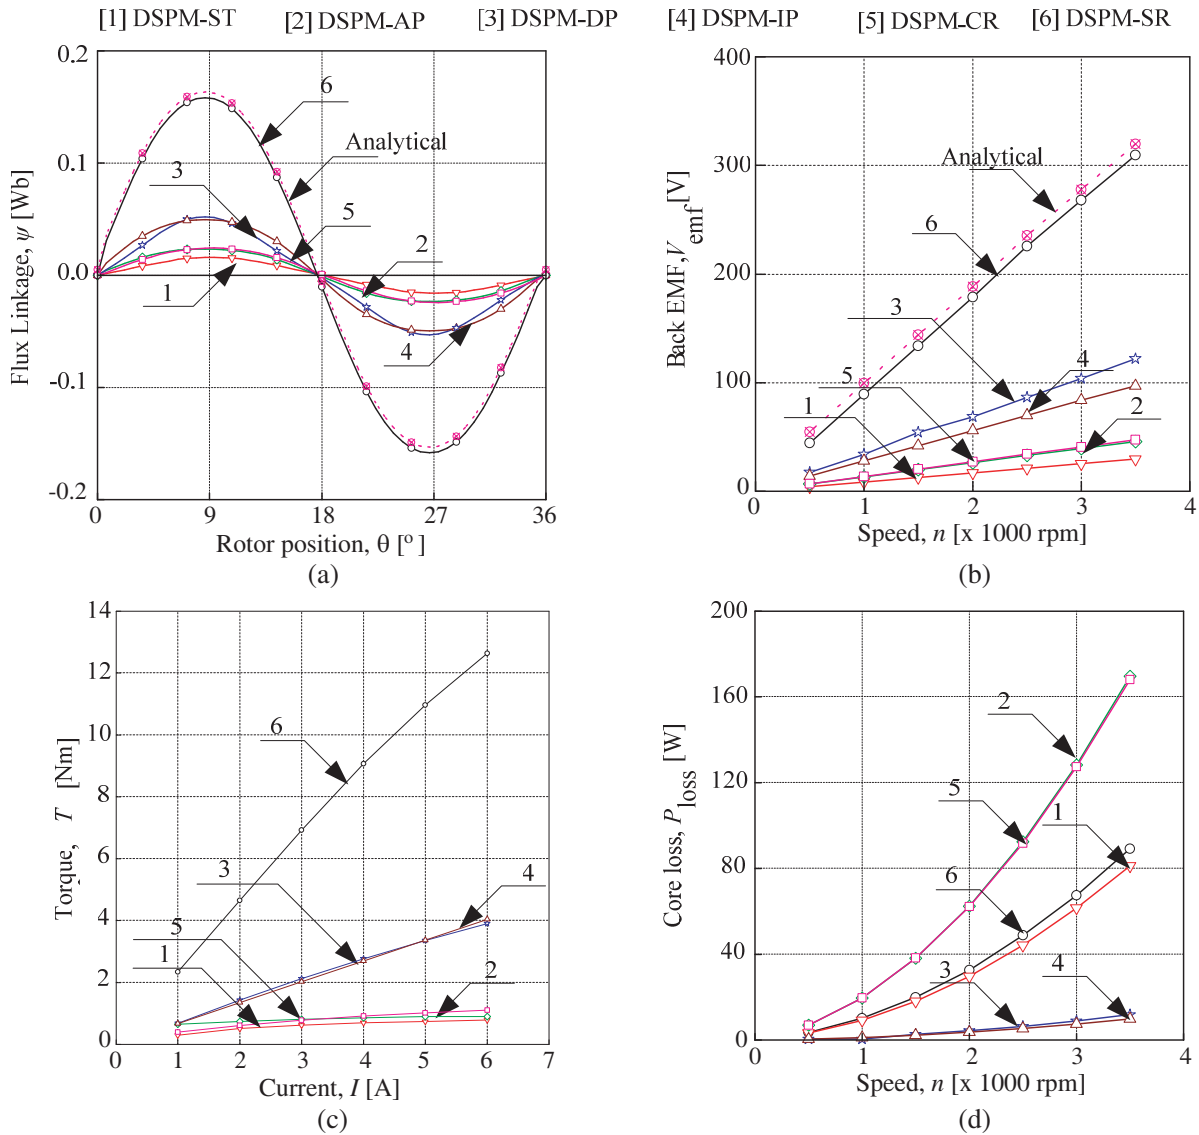 [1] DSPM-ST [2] DSPM-AP [3] DSPM-DP [4] DSPM-IP [5] DSPM-CR [6] DSPM-SR
0.2
0.1
0.0
-0.1
-0.2
Flux Linkage, ψ [Wb]
6
Analytical
3
5
2
1
4
0 9 18 27 36
Rotor position, θ [º]
(a)
400
300
200
100
0
Back EMF, V_emf [V]
Analytical
6
3
4
5
1
2
0 1 2 3 4
Speed, n [x 1000 rpm]
(b)
14
12
10
8
6
4
2
0
Torque, T [Nm]
6
3
4
5
1
2
0 1 2 3 4 5 6 7
Current, I [A]
(c)
200
160
120
80
40
0
Core loss, P_loss [W]
2
5
1
6
3
4
0 1 2 3 4
Speed, n [x 1000 rpm]
(d)